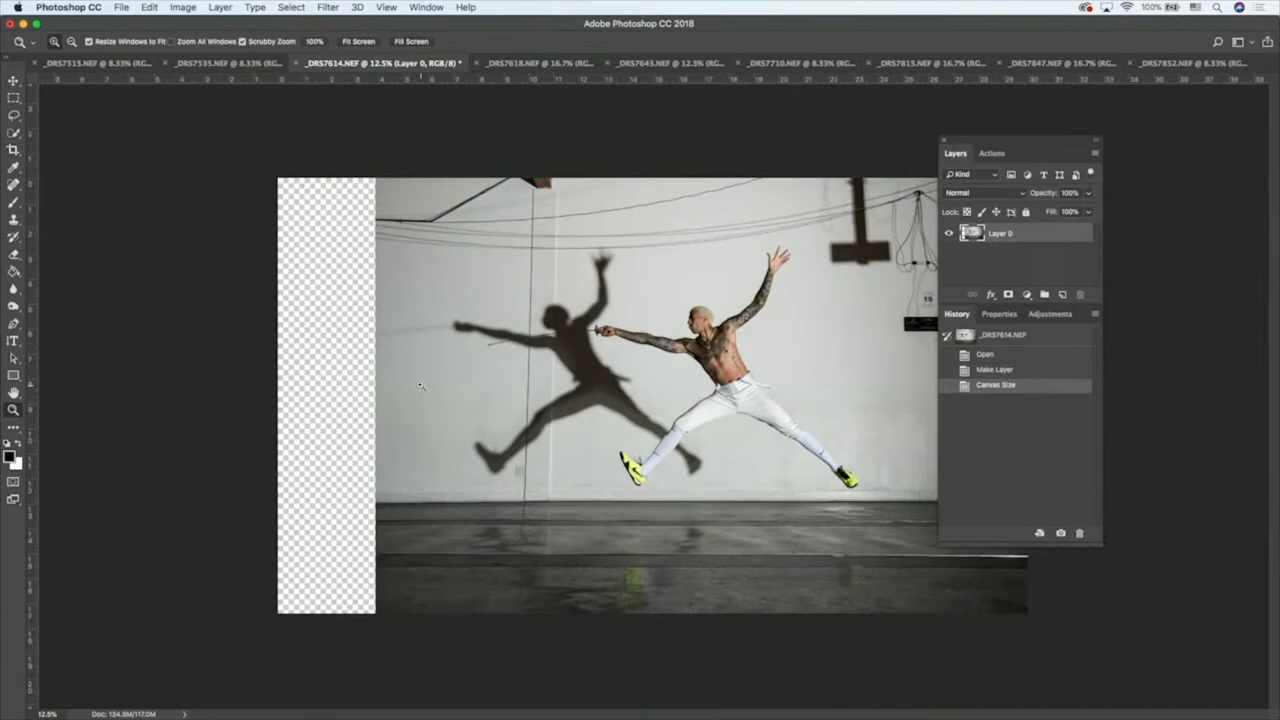 Photoshop CC File Edit Image Layer Type Select Filter 3D View Window Help 100%
Adobe Photoshop CC 2018
Resize Windows to Fit Zoom All Windows Scrubby Zoom 100% Fit Screen Fill Screen
_DRS7515.NEF @ 8.33% (RG... _DRS7535.NEF @ 8.33% (RG... _DRS7614.NEF @ 12.5% (Layer 0, RGB/8) * _DRS7618.NEF @ 16.7% (RG... _DRS7643.NEF @ 12.5% (RG... _DRS7710.NEF @ 8.33% (RG... _DRS7815.NEF @ 16.7% (RG... _DRS7847.NEF @ 16.7% (RG... _DRS7852.NEF @ 8.33% (RG...
Layers Actions
Kind
Normal Opacity: 100%
Lock: Fill: 100%
Layer 0
19
fx
History Properties Adjustments
_DRS7614.NEF
Open
Make Layer
Canvas Size
12.5% Doc: 134.5M/117.0M